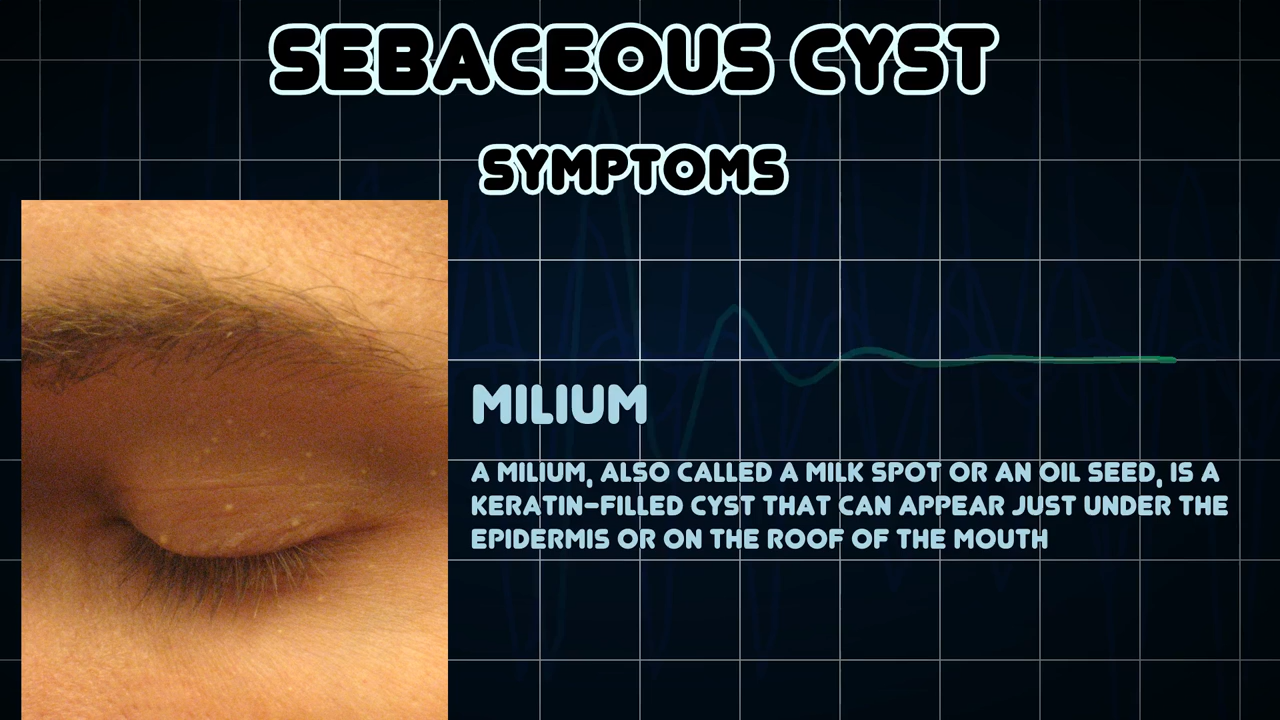 SEBACEOUS CYST
SYMPTOMS
MILIUM
A MILIUM, ALSO CALLED A MILK SPOT OR AN OIL SEED, IS A
KERATIN-FILLED CYST THAT CAN APPEAR JUST UNDER THE
EPIDERMIS OR ON THE ROOF OF THE MOUTH